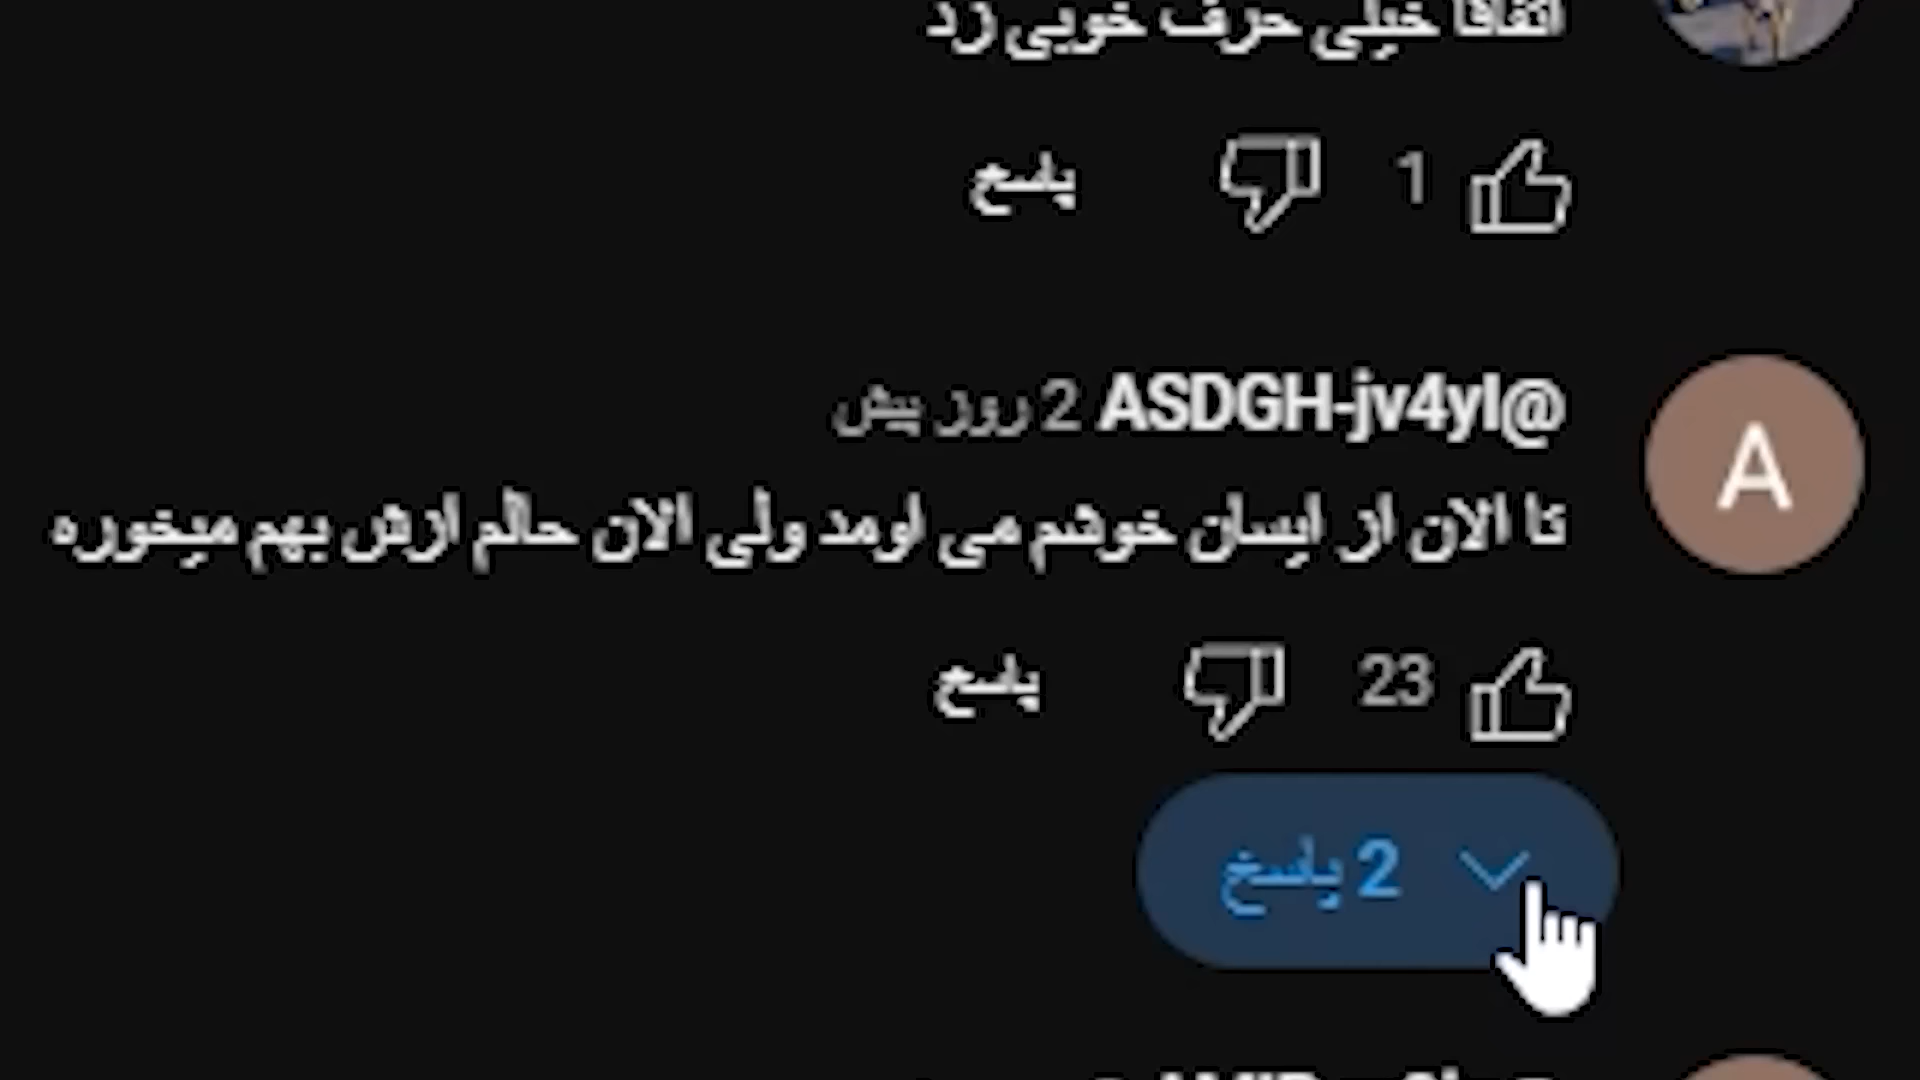 اتفاقا خیلی حرف خوبی زد
1 پاسخ
@ASDGH-jv4yl 2 روز پیش
تا الان از ایسان خوشم می اومد ولی الان حالم ازش بهم میخوره
23 پاسخ
2 پاسخ
A